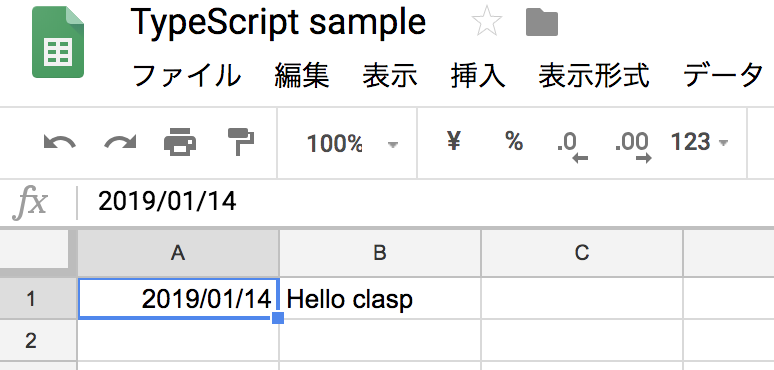 TypeScript sample
ファイル 編集 表示 挿入 表示形式 データ
100% ¥ % .0 .00 123
fx 2019/01/14
A B C
1 2019/01/14 Hello clasp
2